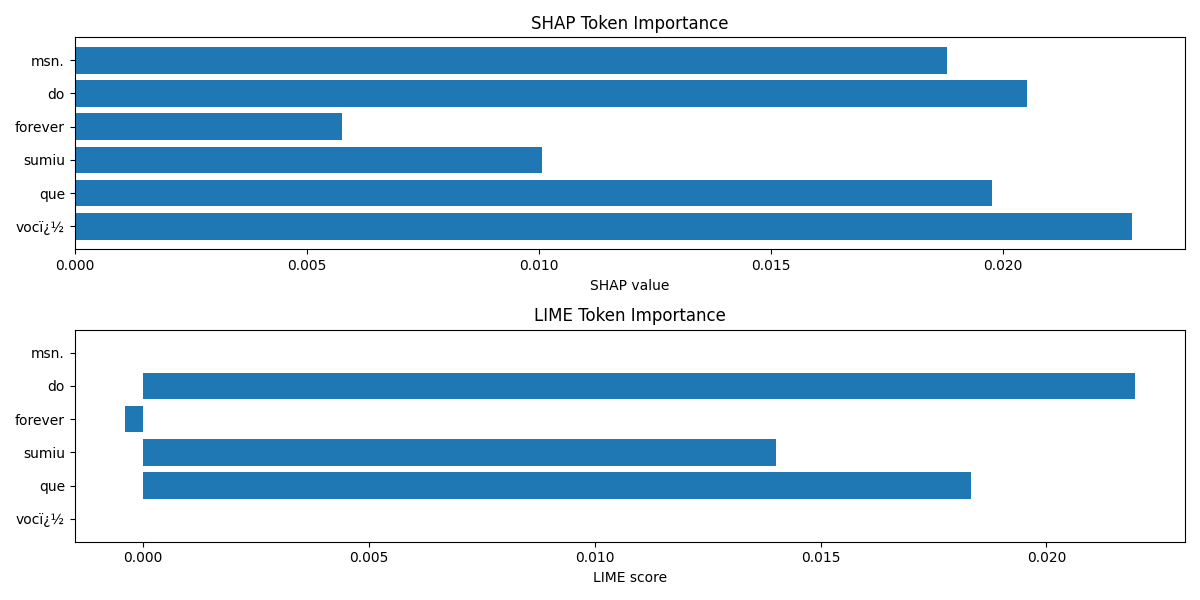 SHAP Token Importance
msn.
do
forever
sumiu
que
vocï¿½
0.000 0.005 0.010 0.015 0.020
SHAP value
LIME Token Importance
msn.
do
forever
sumiu
que
vocï¿½
0.000 0.005 0.010 0.015 0.020
LIME score